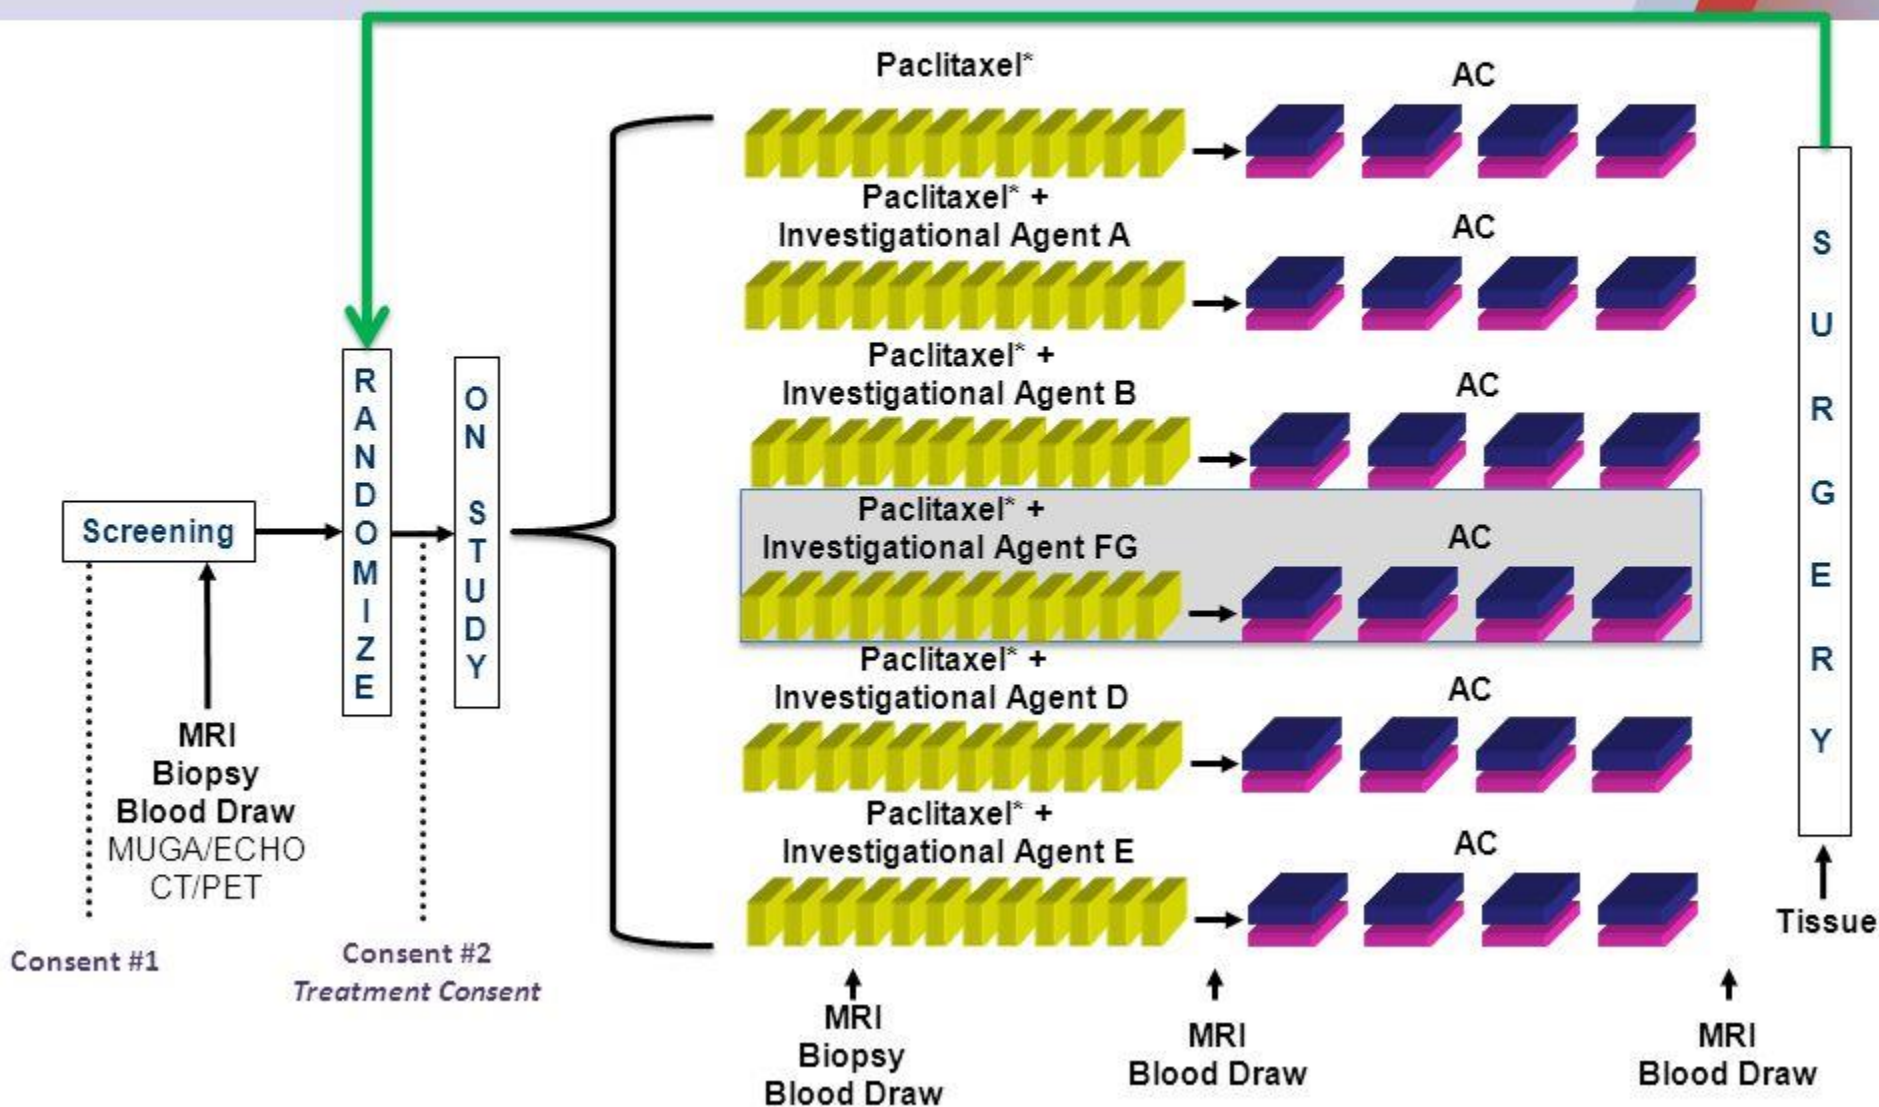 Screening
MRI
Biopsy
Blood Draw
MUGA/ECHO
CT/PET
Consent #1
RANDOMIZE
Consent #2
Treatment Consent
ON STUDY
Paclitaxel*
AC
Paclitaxel* +
Investigational Agent A
AC
Paclitaxel* +
Investigational Agent B
AC
Paclitaxel* +
Investigational Agent FG
AC
Paclitaxel* +
Investigational Agent D
AC
Paclitaxel* +
Investigational Agent E
AC
MRI
Biopsy
Blood Draw
MRI
Blood Draw
MRI
Blood Draw
SURGERY
Tissue